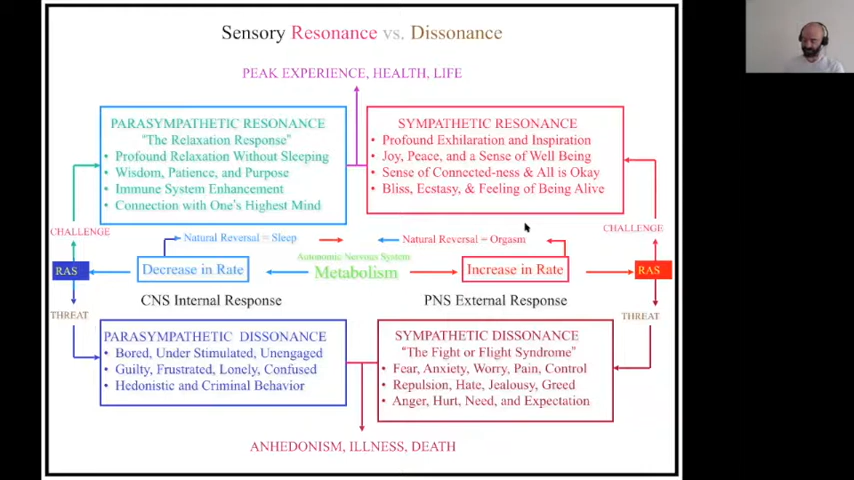 Sensory Resonance vs. Dissonance
PEAK EXPERIENCE, HEALTH, LIFE
PARASYMPATHETIC RESONANCE
"The Relaxation Response"
• Profound Relaxation Without Sleeping
• Wisdom, Patience, and Purpose
• Immune System Enhancement
• Connection with One's Highest Mind
SYMPATHETIC RESONANCE
• Profound Exhilaration and Inspiration
• Joy, Peace, and a Sense of Well Being
• Sense of Connected-ness & All is Okay
• Bliss, Ecstasy, & Feeling of Being Alive
CHALLENGE
CHALLENGE
Natural Reversal = Sleep
Natural Reversal = Orgasm
Autonomic Nervous System
RAS
Decrease in Rate
Metabolism
Increase in Rate
RAS
CNS Internal Response
PNS External Response
THREAT
THREAT
PARASYMPATHETIC DISSONANCE
• Bored, Under Stimulated, Unengaged
• Guilty, Frustrated, Lonely, Confused
• Hedonistic and Criminal Behavior
SYMPATHETIC DISSONANCE
"The Fight or Flight Syndrome"
• Fear, Anxiety, Worry, Pain, Control
• Repulsion, Hate, Jealousy, Greed
• Anger, Hurt, Need, and Expectation
ANHEDONISM, ILLNESS, DEATH